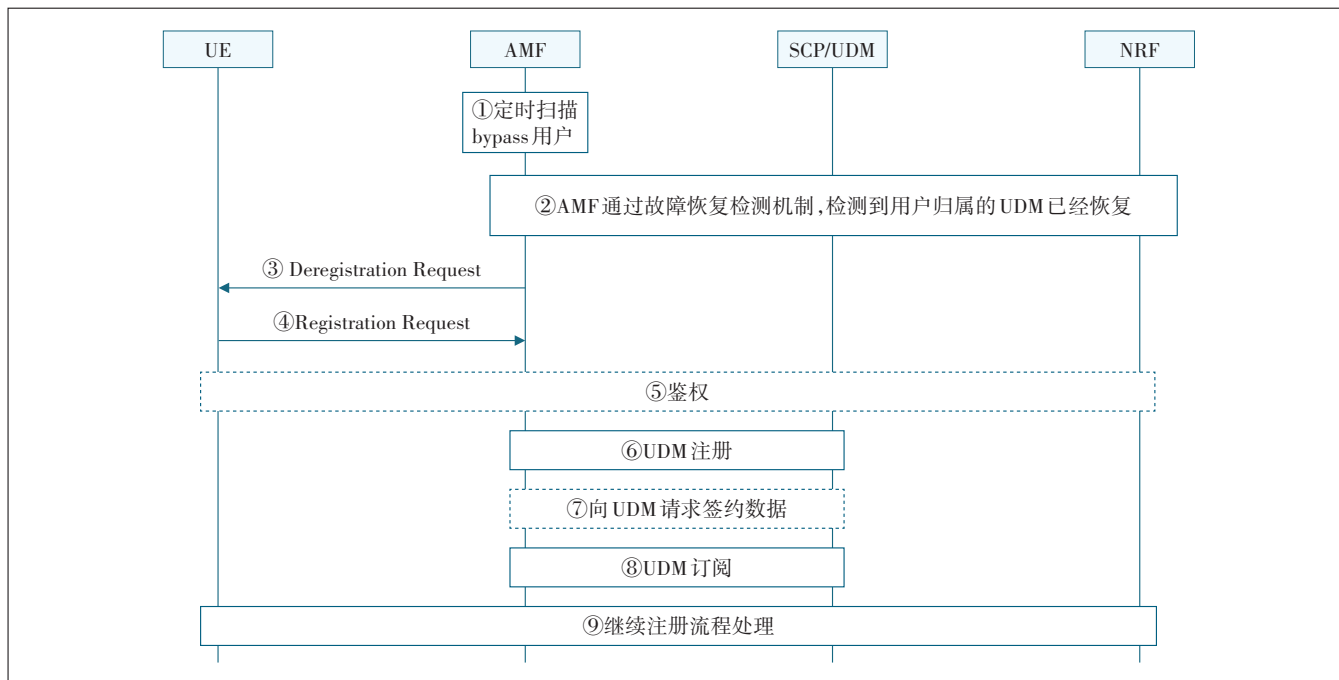 UE
AMF
SCP/UDM
NRF
①定时扫描
bypass用户
②AMF通过故障恢复检测机制,检测到用户归属的UDM已经恢复
③ Deregistration Request
④Registration Request
⑤鉴权
⑥UDM注册
⑦向UDM请求签约数据
⑧UDM订阅
⑨继续注册流程处理